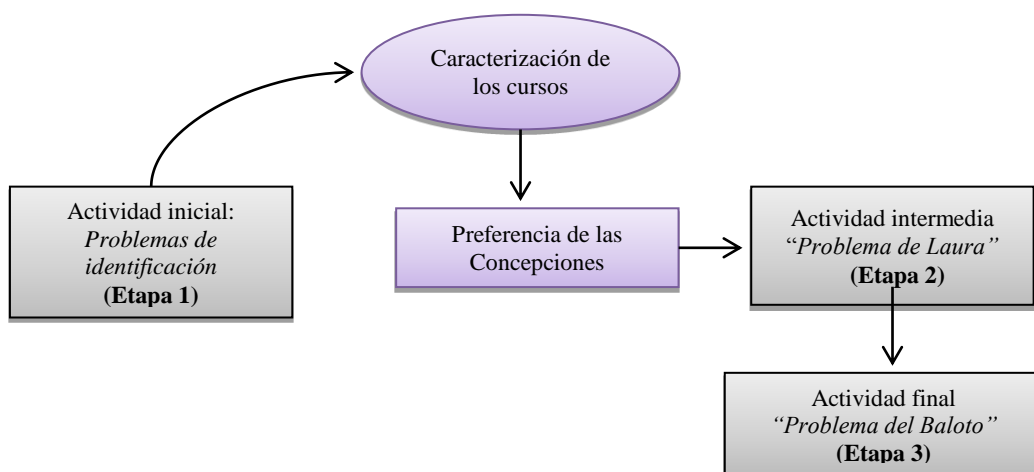 Caracterización de
los cursos
Actividad inicial:
Problemas de
identificación
(Etapa 1)
Preferencia de las
Concepciones
Actividad intermedia
“Problema de Laura”
(Etapa 2)
Actividad final
“Problema del Baloto”
(Etapa 3)